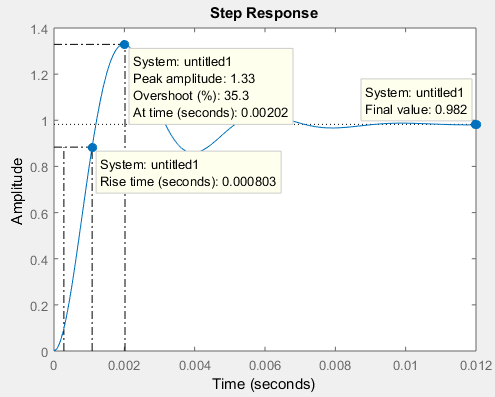 Step Response
1.4
1.2
1
0.8
0.6
0.4
0.2
0
Amplitude
System: untitled1
Peak amplitude: 1.33
Overshoot (%): 35.3
At time (seconds): 0.00202
System: untitled1
Final value: 0.982
System: untitled1
Rise time (seconds): 0.000803
0 0.002 0.004 0.006 0.008 0.01 0.012
Time (seconds)